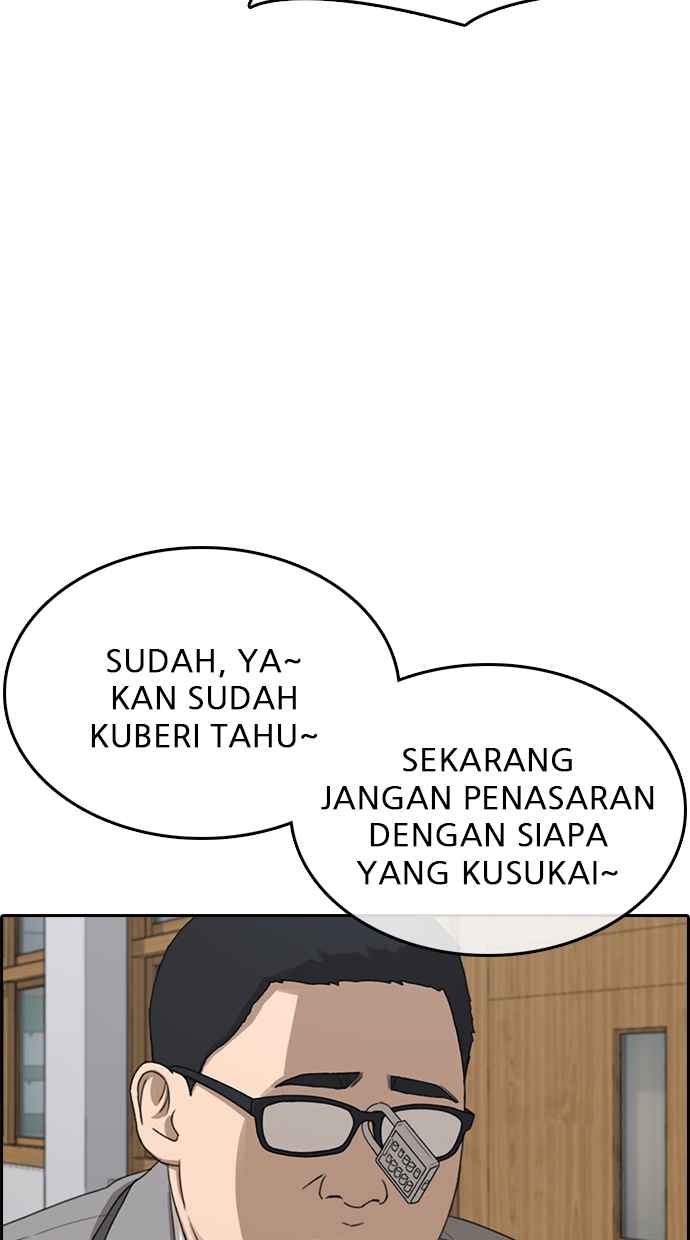 SUDAH, YA~
KAN SUDAH
KUBERI TAHU~
SEKARANG
JANGAN PENASARAN
DENGAN SIAPA
YANG KUSUKAI~